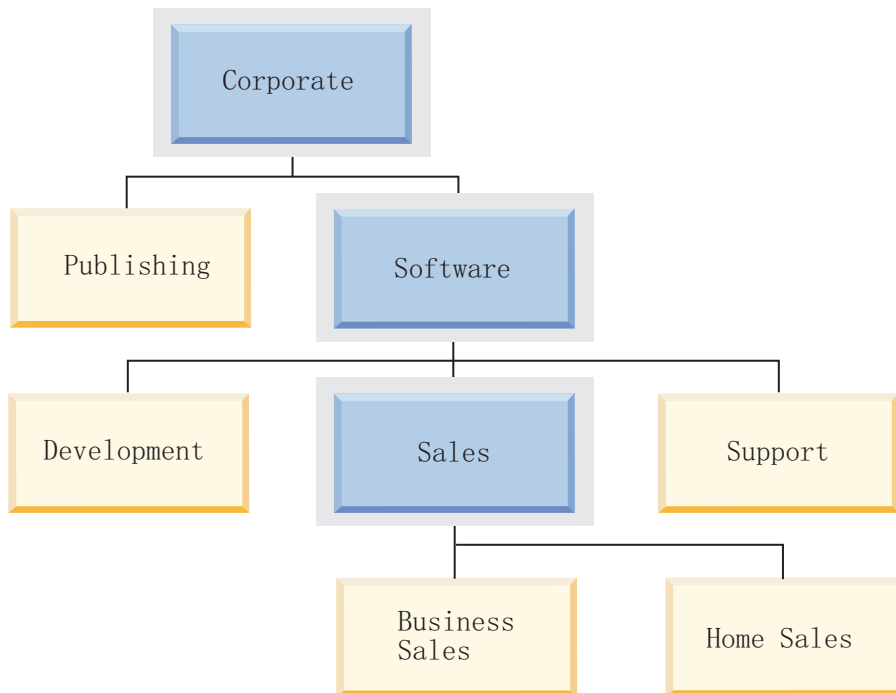 Corporate
Publishing
Software
Development
Sales
Support
Business
Sales
Home Sales